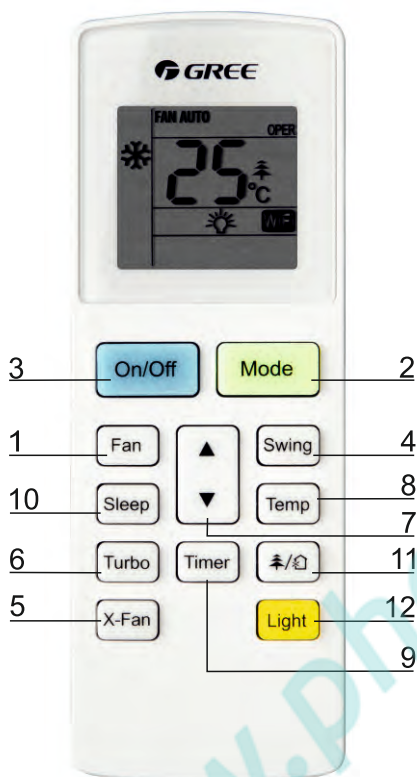 GREE
FAN AUTO
OPER
25 °C
WiFi
3 On/Off Mode 2
1 Fan ▲ Swing 4
10 Sleep ▼ Temp 8
7
6 Turbo Timer 11
5 X-Fan Light 12
9